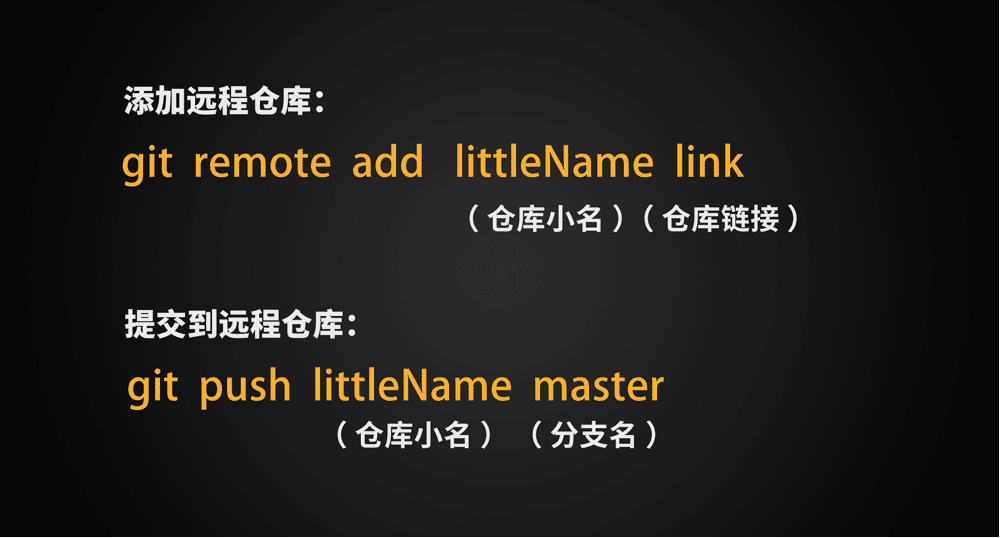 添加远程仓库：
git remote add littleName link
（仓库小名）（仓库链接）
提交到远程仓库：
git push littleName master
（仓库小名） （分支名）